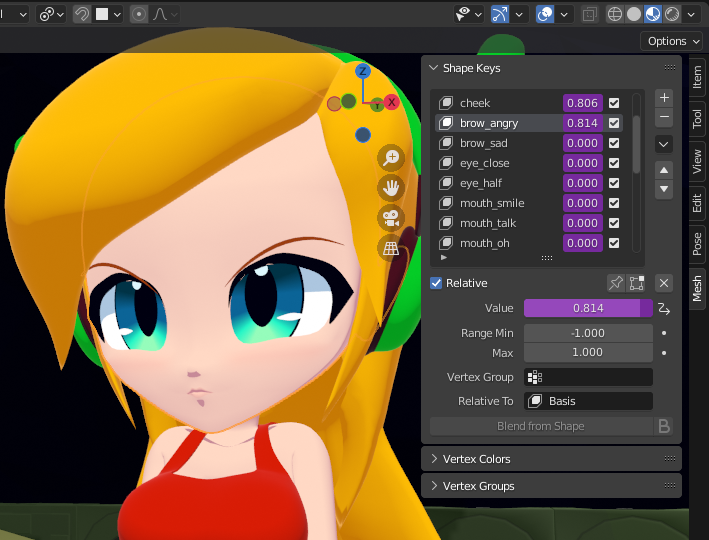 Options
Shape Keys
cheek 0.806
brow_angry 0.814
brow_sad 0.000
eye_close 0.000
eye_half 0.000
mouth_smile 0.000
mouth_talk 0.000
mouth_oh 0.000
Relative
Value 0.814
Range Min -1.000
Max 1.000
Vertex Group
Relative To Basis
Blend from Shape
Vertex Colors
Vertex Groups
Item
Tool
View
Edit
Pose
Mesh
Z
X
Y